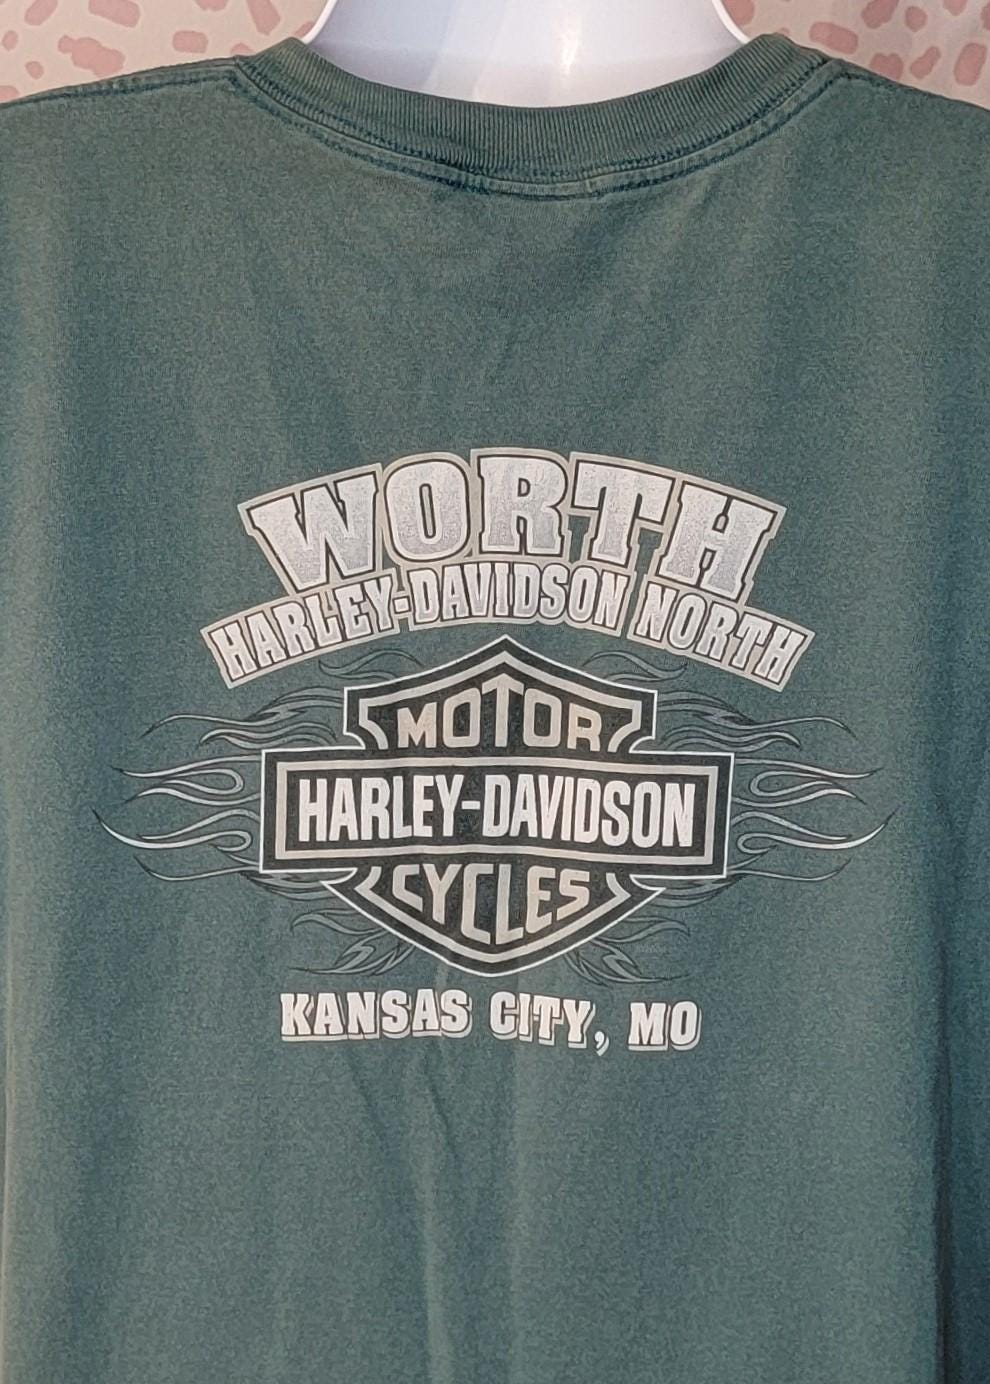 WORTH
HARLEY-DAVIDSON NORTH
MOTOR
HARLEY-DAVIDSON
CYCLES
KANSAS CITY, MO